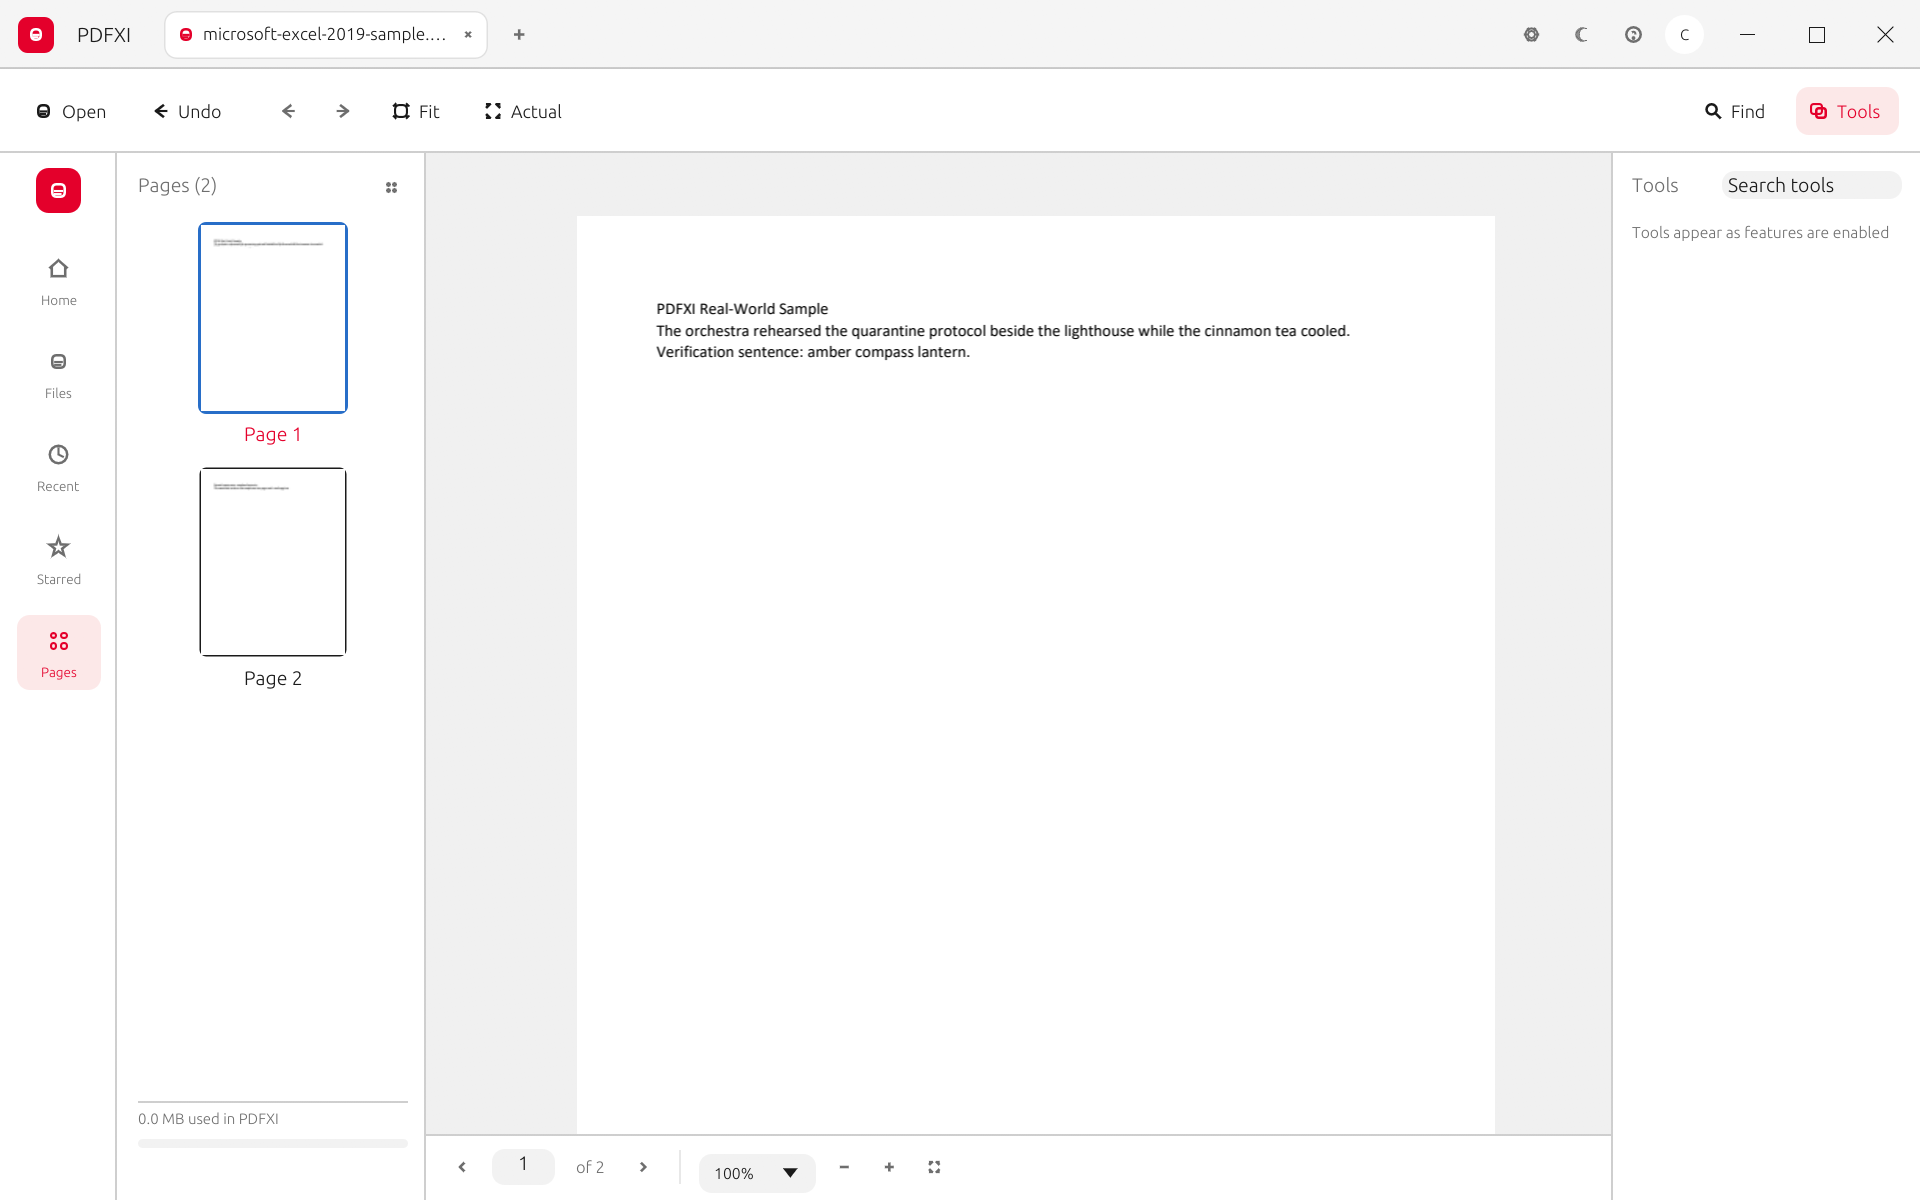 PDFXI
microsoft-excel-2019-sample....
C
Open
Undo
Fit
Actual
Find
Tools
Home
Files
Recent
Starred
Pages
Pages (2)
Page 1
Page 2
0.0 MB used in PDFXI
PDFXI Real-World Sample
The orchestra rehearsed the quarantine protocol beside the lighthouse while the cinnamon tea cooled.
Verification sentence: amber compass lantern.
1
of 2
100%
Tools
Search tools
Tools appear as features are enabled